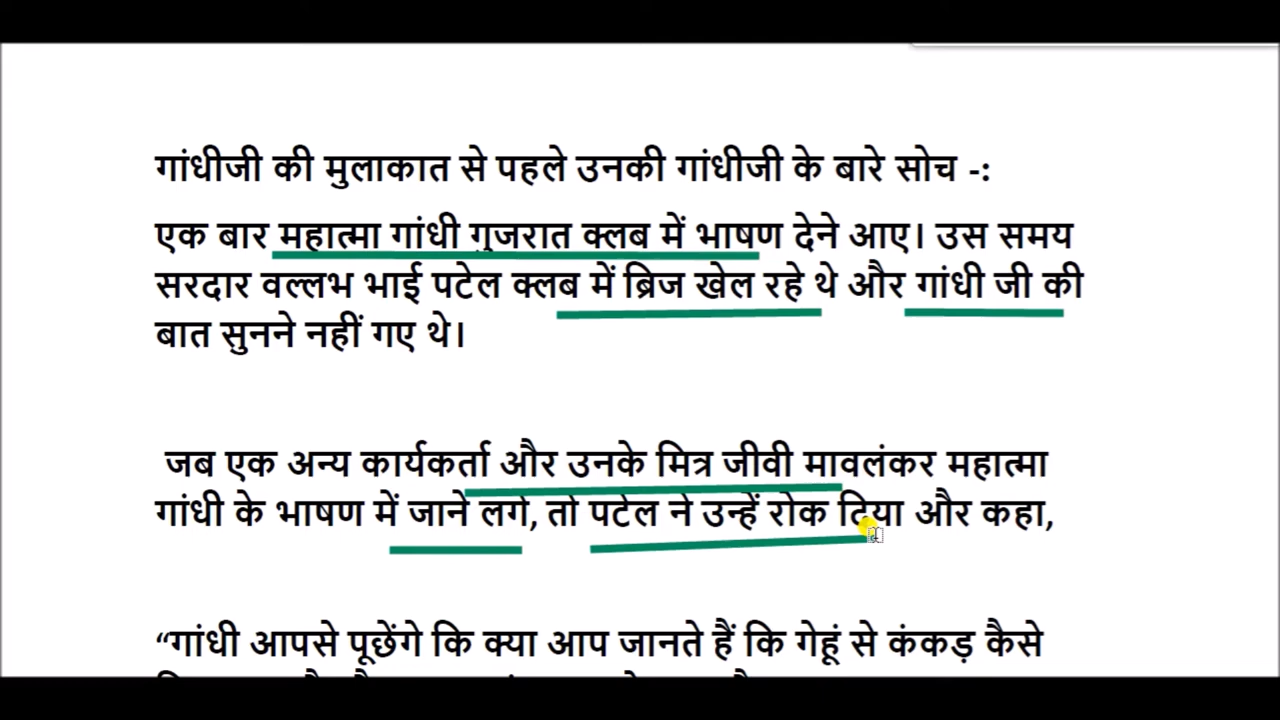 गांधीजी की मुलाकात से पहले उनकी गांधीजी के बारे सोच -:
एक बार महात्मा गांधी गुजरात क्लब में भाषण देने आए। उस समय
सरदार वल्लभ भाई पटेल क्लब में ब्रिज खेल रहे थे और गांधी जी की
बात सुनने नहीं गए थे।
जब एक अन्य कार्यकर्ता और उनके मित्र जीवी मावलंकर महात्मा
गांधी के भाषण में जाने लगे, तो पटेल ने उन्हें रोक दिया और कहा,
“गांधी आपसे पूछेंगे कि क्या आप जानते हैं कि गेहूं से कंकड़ कैसे